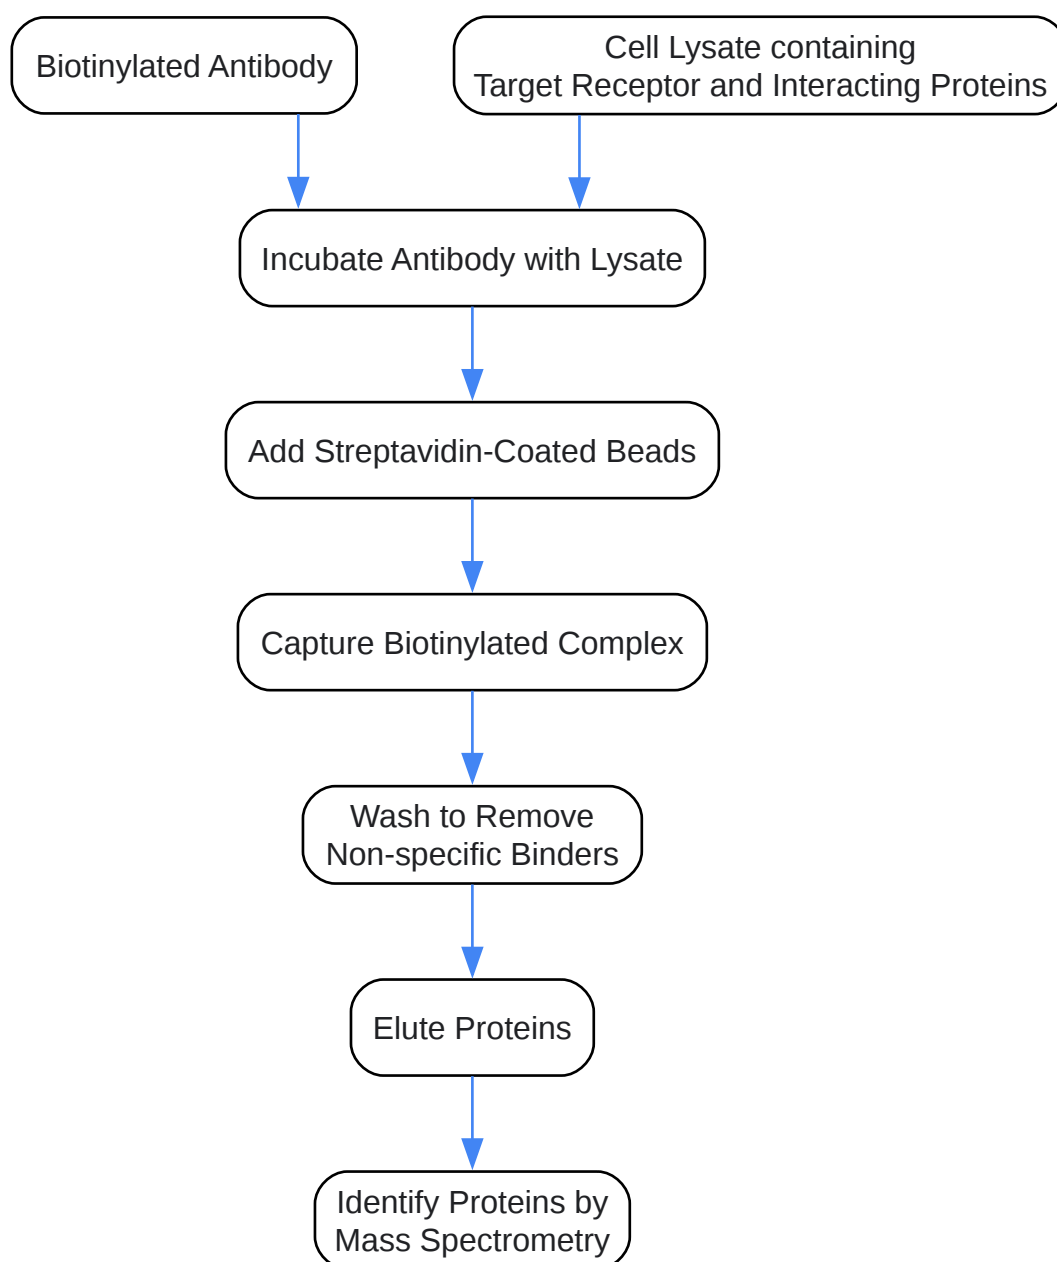 Biotinylated Antibody
Cell Lysate containing
Target Receptor and Interacting Proteins
Incubate Antibody with Lysate
Add Streptavidin-Coated Beads
Capture Biotinylated Complex
Wash to Remove
Non-specific Binders
Elute Proteins
Identify Proteins by
Mass Spectrometry